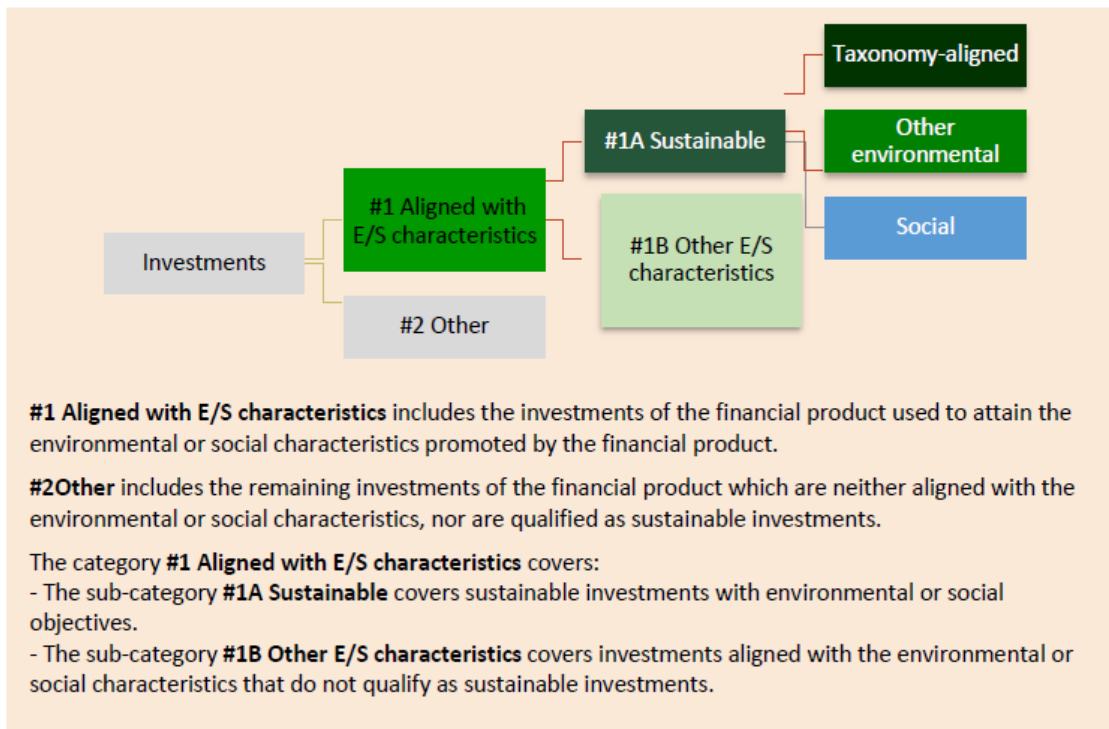 Taxonomy-aligned
#1A Sustainable
Other
environmental
#1 Aligned with
E/S characteristics
Social
#1B Other E/S
characteristics
Investments
#2 Other
#1 Aligned with E/S characteristics includes the investments of the financial product used to attain the
environmental or social characteristics promoted by the financial product.
#2Other includes the remaining investments of the financial product which are neither aligned with the
environmental or social characteristics, nor are qualified as sustainable investments.
The category #1 Aligned with E/S characteristics covers:
- The sub-category #1A Sustainable covers sustainable investments with environmental or social
objectives.
- The sub-category #1B Other E/S characteristics covers investments aligned with the environmental or
social characteristics that do not qualify as sustainable investments.